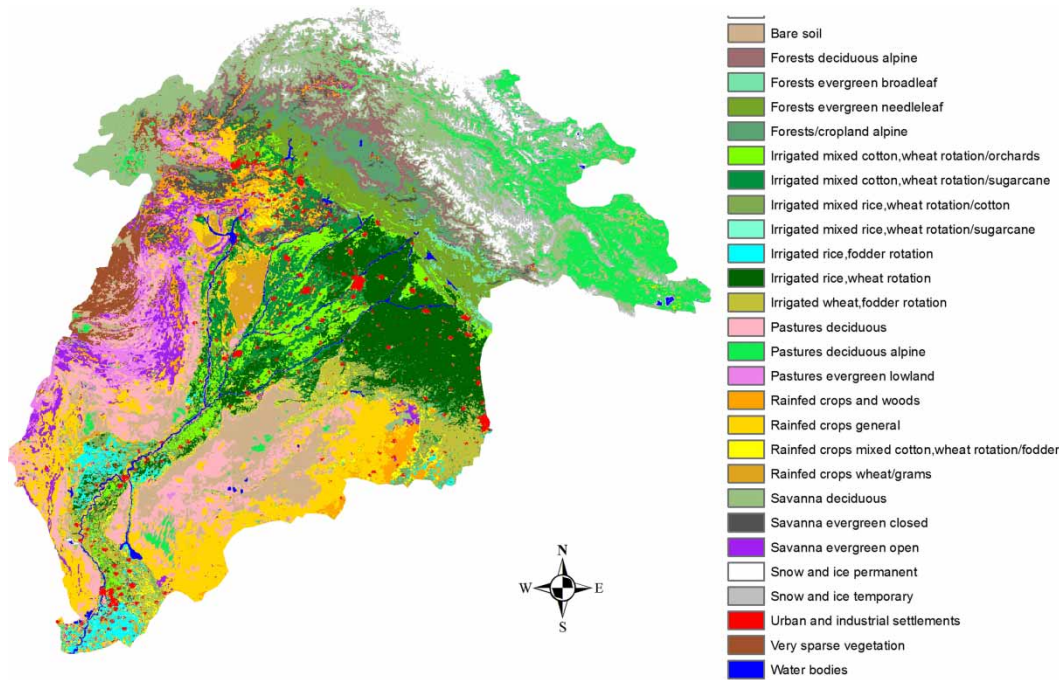 Bare soil
Forests deciduous alpine
Forests evergreen broadleaf
Forests evergreen needleleaf
Forests/cropland alpine
Irrigated mixed cotton,wheat rotation/orchards
Irrigated mixed cotton,wheat rotation/sugarcane
Irrigated mixed rice,wheat rotation/cotton
Irrigated mixed rice,wheat rotation/sugarcane
Irrigated rice,fodder rotation
Irrigated rice,wheat rotation
Irrigated wheat,fodder rotation
Pastures deciduous
Pastures deciduous alpine
Pastures evergreen lowland
Rainfed crops and woods
Rainfed crops general
Rainfed crops mixed cotton,wheat rotation/fodder
Rainfed crops wheat/grams
Savanna deciduous
Savanna evergreen closed
Savanna evergreen open
Snow and ice permanent
Snow and ice temporary
Urban and industrial settlements
Very sparse vegetation
Water bodies
N
W E
S